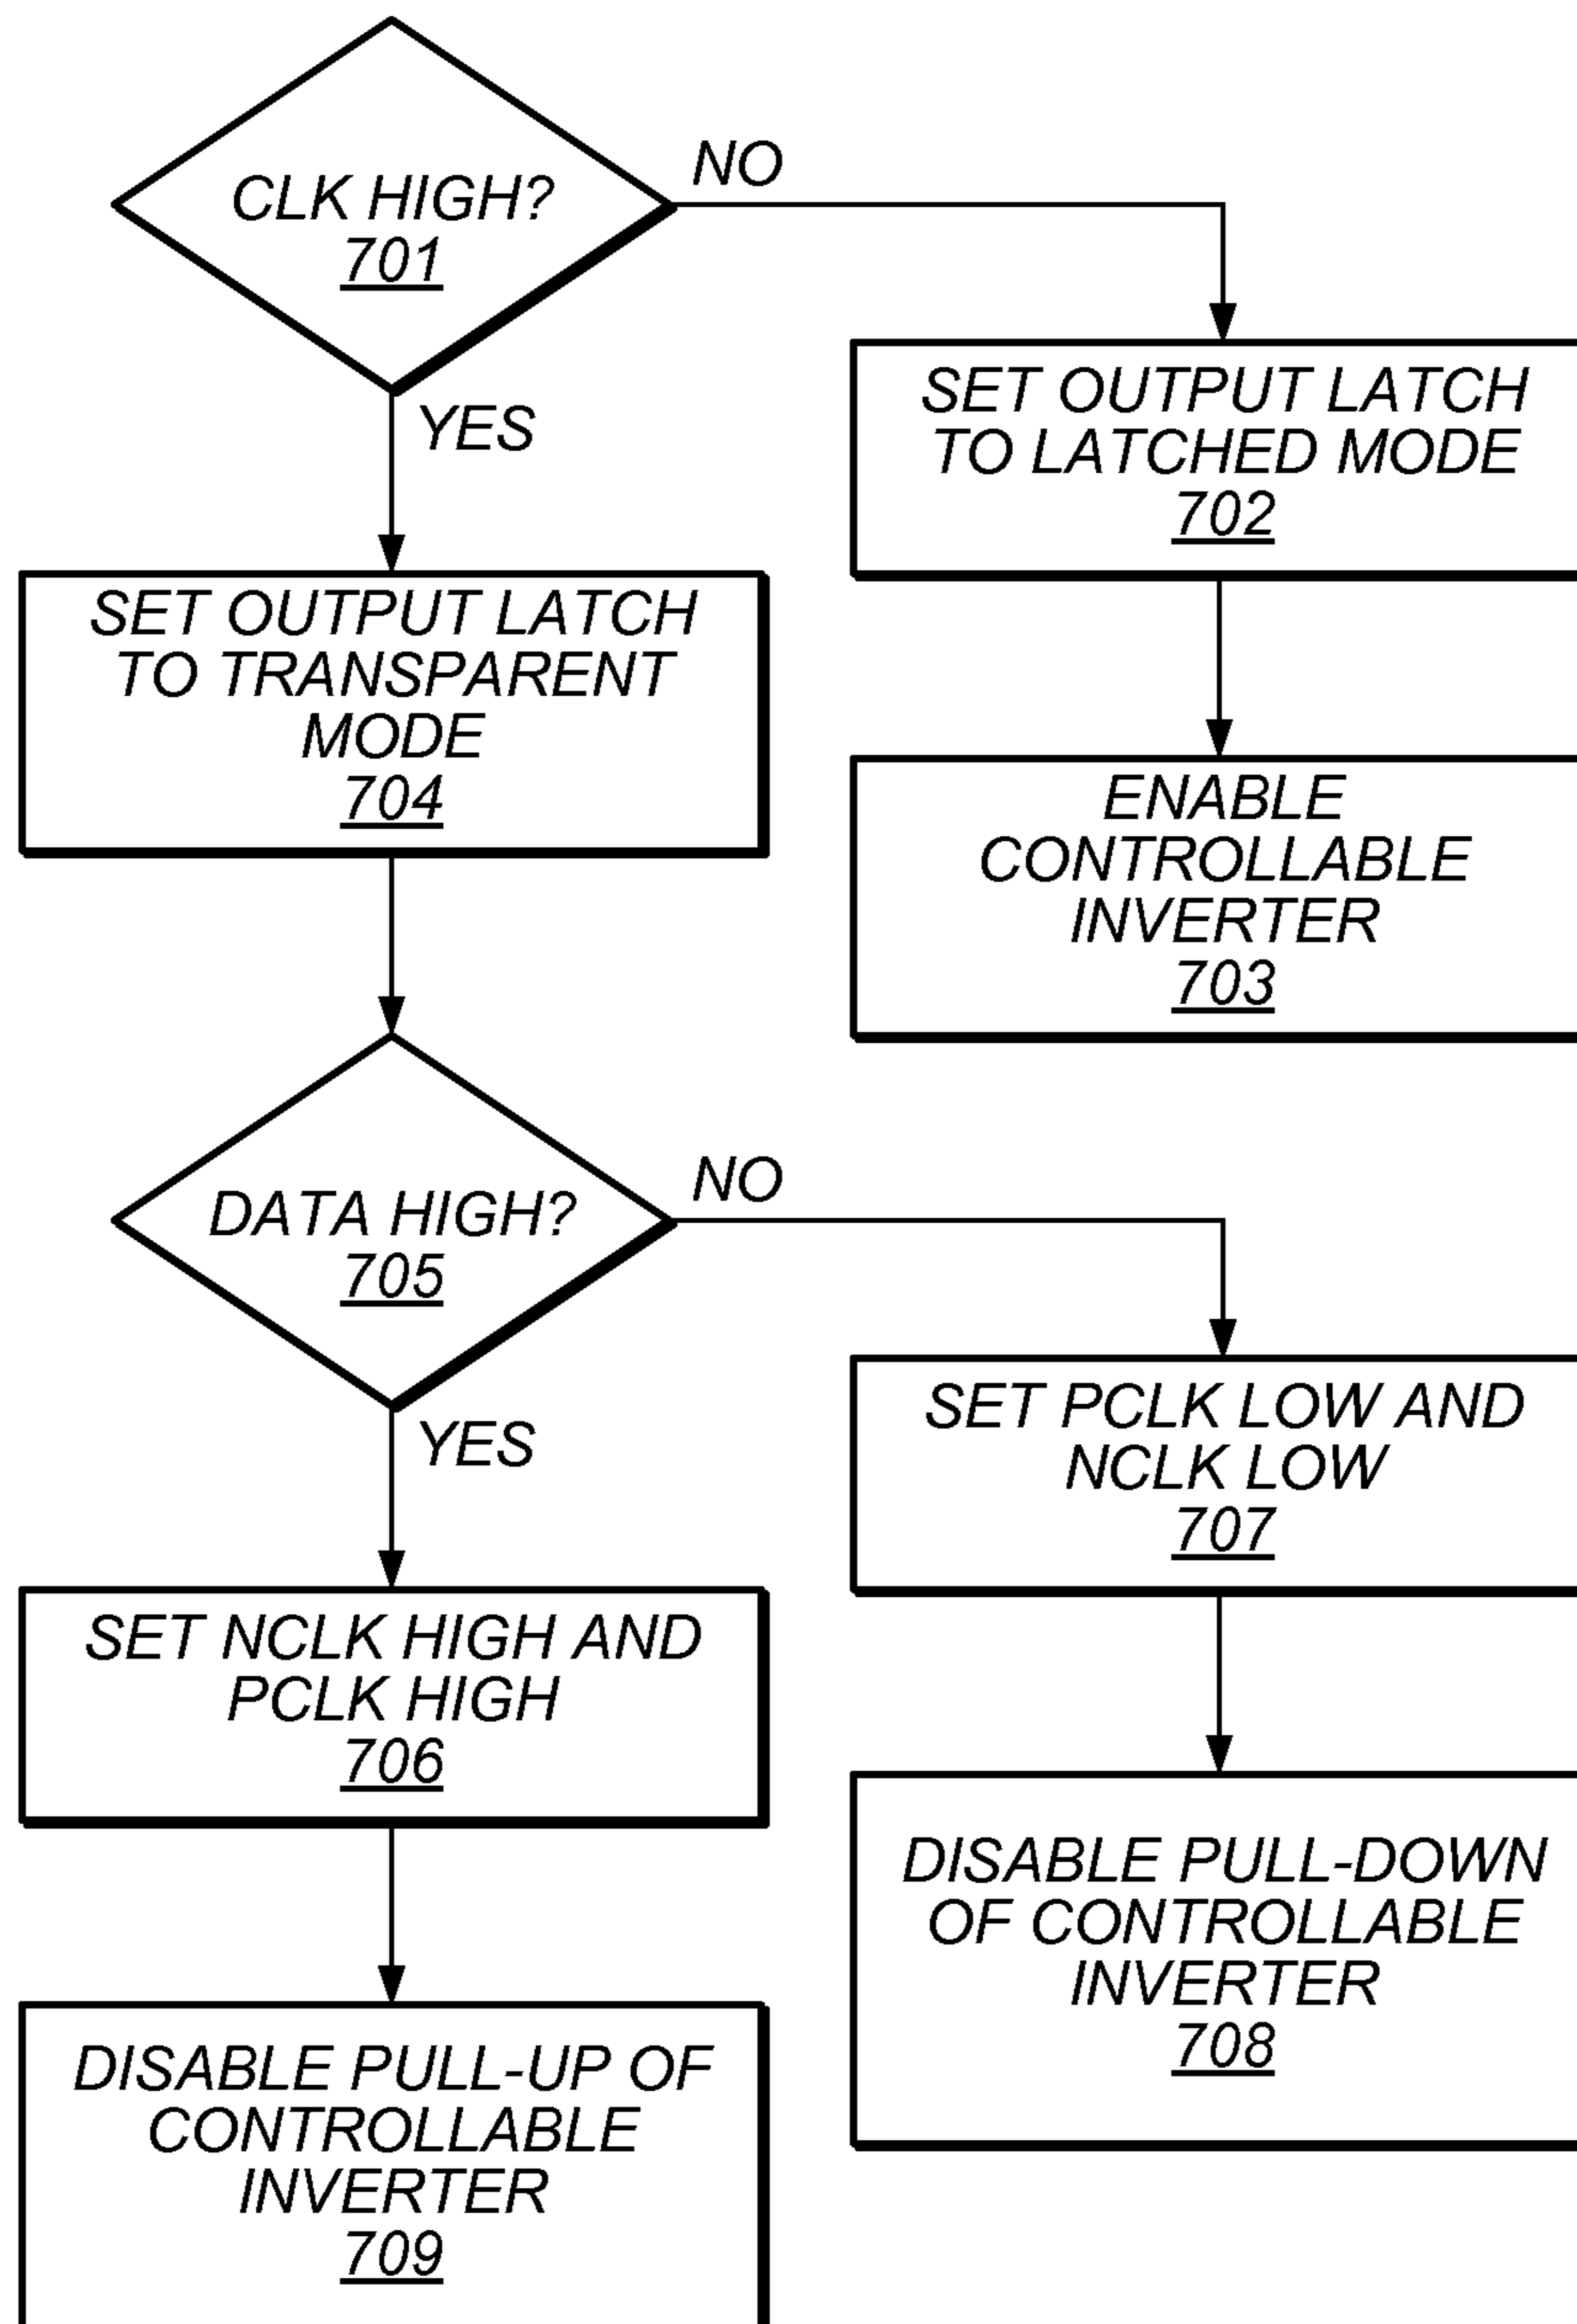 CLK HIGH?
701
NO
YES
SET OUTPUT LATCH
TO LATCHED MODE
702
SET OUTPUT LATCH
TO TRANSPARENT
MODE
704
ENABLE
CONTROLLABLE
INVERTER
703
DATA HIGH?
705
NO
YES
SET PCLK LOW AND
NCLK LOW
707
SET NCLK HIGH AND
PCLK HIGH
706
DISABLE PULL-DOWN
OF CONTROLLABLE
INVERTER
708
DISABLE PULL-UP OF
CONTROLLABLE
INVERTER
709